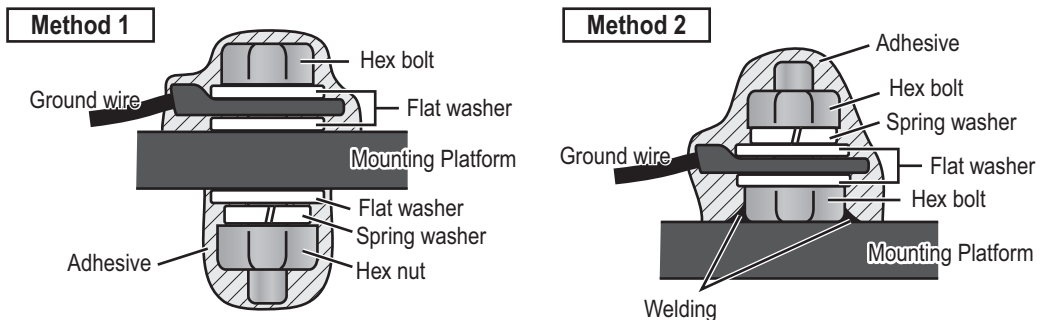 Method 1
Hex bolt
Ground wire
Flat washer
Mounting Platform
Flat washer
Spring washer
Adhesive
Hex nut
Method 2
Adhesive
Hex bolt
Spring washer
Ground wire
Flat washer
Hex bolt
Mounting Platform
Welding